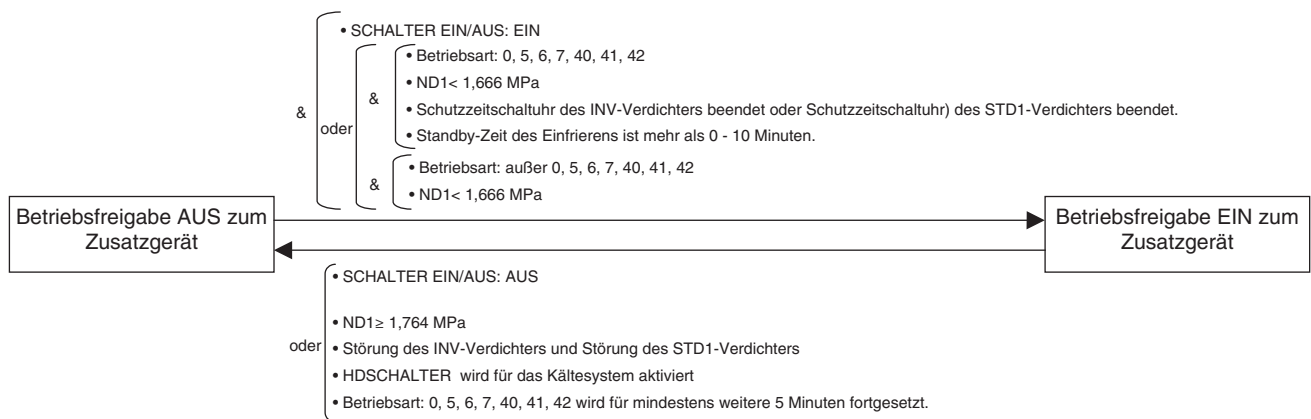 • SCHALTER EIN/AUS: EIN
• Betriebsart: 0, 5, 6, 7, 40, 41, 42
• ND1< 1,666 MPa
&
&
• Schutzzeitschaltuhr des INV-Verdichters beendet oder Schutzzeitschaltuhr) des STD1-Verdichters beendet.
oder
• Standby-Zeit des Einfrierens ist mehr als 0 - 10 Minuten.
• Betriebsart: außer 0, 5, 6, 7, 40, 41, 42
&
• ND1< 1,666 MPa
Betriebsfreigabe AUS zum
Zusatzgerät
Betriebsfreigabe EIN zum
Zusatzgerät
• SCHALTER EIN/AUS: AUS
• ND1≥ 1,764 MPa
oder
• Störung des INV-Verdichters und Störung des STD1-Verdichters
• HDSCHALTER wird für das Kältesystem aktiviert
• Betriebsart: 0, 5, 6, 7, 40, 41, 42 wird für mindestens weitere 5 Minuten fortgesetzt.